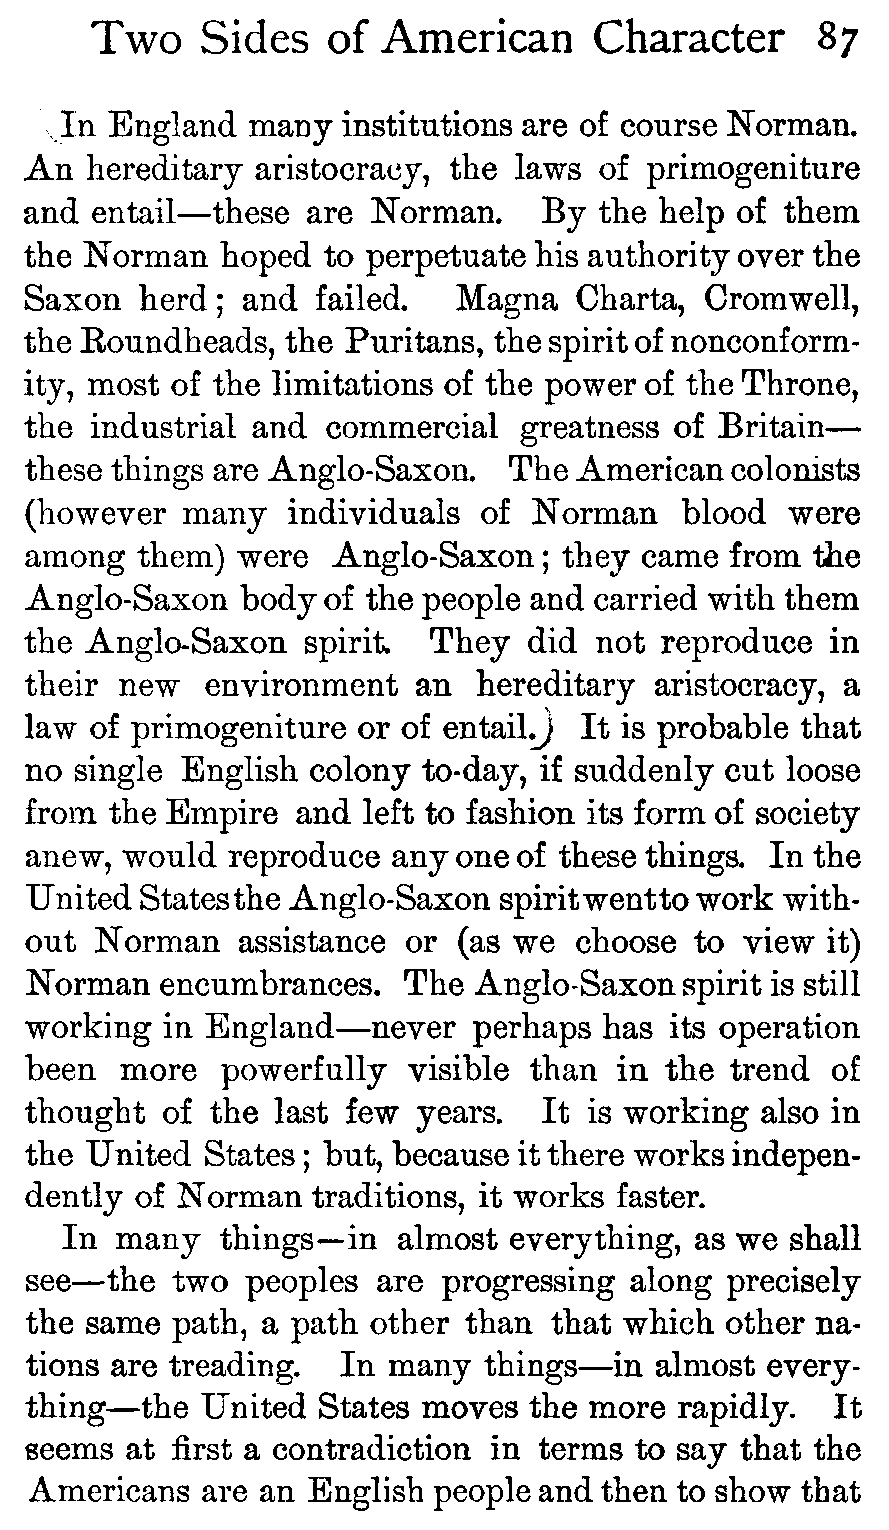 Two Sides of American Character 87
In England many institutions are of course Norman.
An hereditary aristocracy, the laws of primogeniture
and entail—these are Norman. By the help of them
the Norman hoped to perpetuate his authority over the
Saxon herd; and failed. Magna Charta, Cromwell,
the Roundheads, the Puritans, the spirit of nonconform-
ity, most of the limitations of the power of the Throne,
the industrial and commercial greatness of Britain—
these things are Anglo-Saxon. The American colonists
(however many individuals of Norman blood were
among them) were Anglo-Saxon; they came from the
Anglo-Saxon body of the people and carried with them
the Anglo-Saxon spirit. They did not reproduce in
their new environment an hereditary aristocracy, a
law of primogeniture or of entail.) It is probable that
no single English colony to-day, if suddenly cut loose
from the Empire and left to fashion its form of society
anew, would reproduce any one of these things. In the
United States the Anglo-Saxon spirit went to work with-
out Norman assistance or (as we choose to view it)
Norman encumbrances. The Anglo-Saxon spirit is still
working in England—never perhaps has its operation
been more powerfully visible than in the trend of
thought of the last few years. It is working also in
the United States; but, because it there works indepen-
dently of Norman traditions, it works faster.
In many things—in almost everything, as we shall
see—the two peoples are progressing along precisely
the same path, a path other than that which other na-
tions are treading. In many things—in almost every-
thing—the United States moves the more rapidly. It
seems at first a contradiction in terms to say that the
Americans are an English people and then to show that